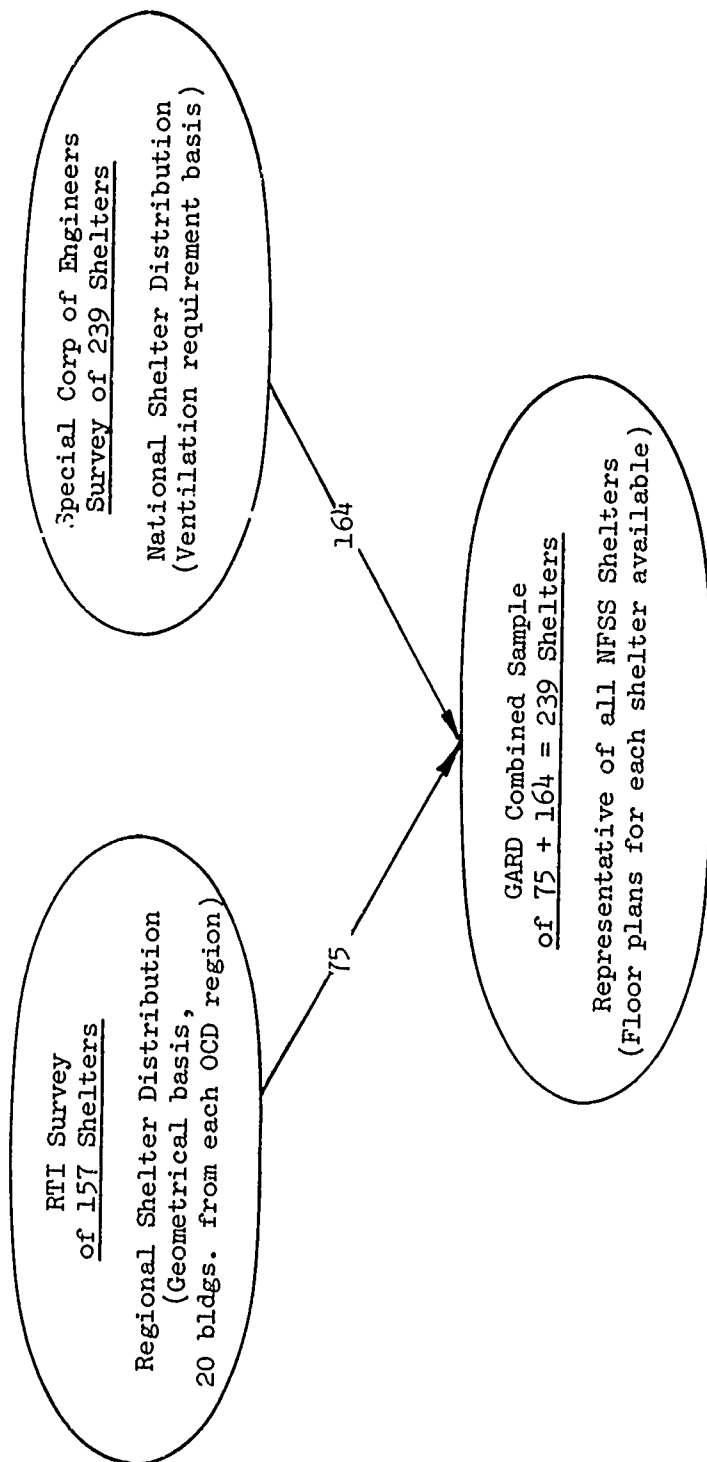 RTI Survey
of 157 Shelters
Regional Shelter Distribution
(Geometrical basis,
20 bldgs. from each OCD region)
Special Corp of Engineers
Survey of 239 Shelters
National Shelter Distribution
(Ventilation requirement basis)
75
164
GARD Combined Sample
of 75 + 164 = 239 Shelters
Representative of all NFSS Shelters
(Floor plans for each shelter available)